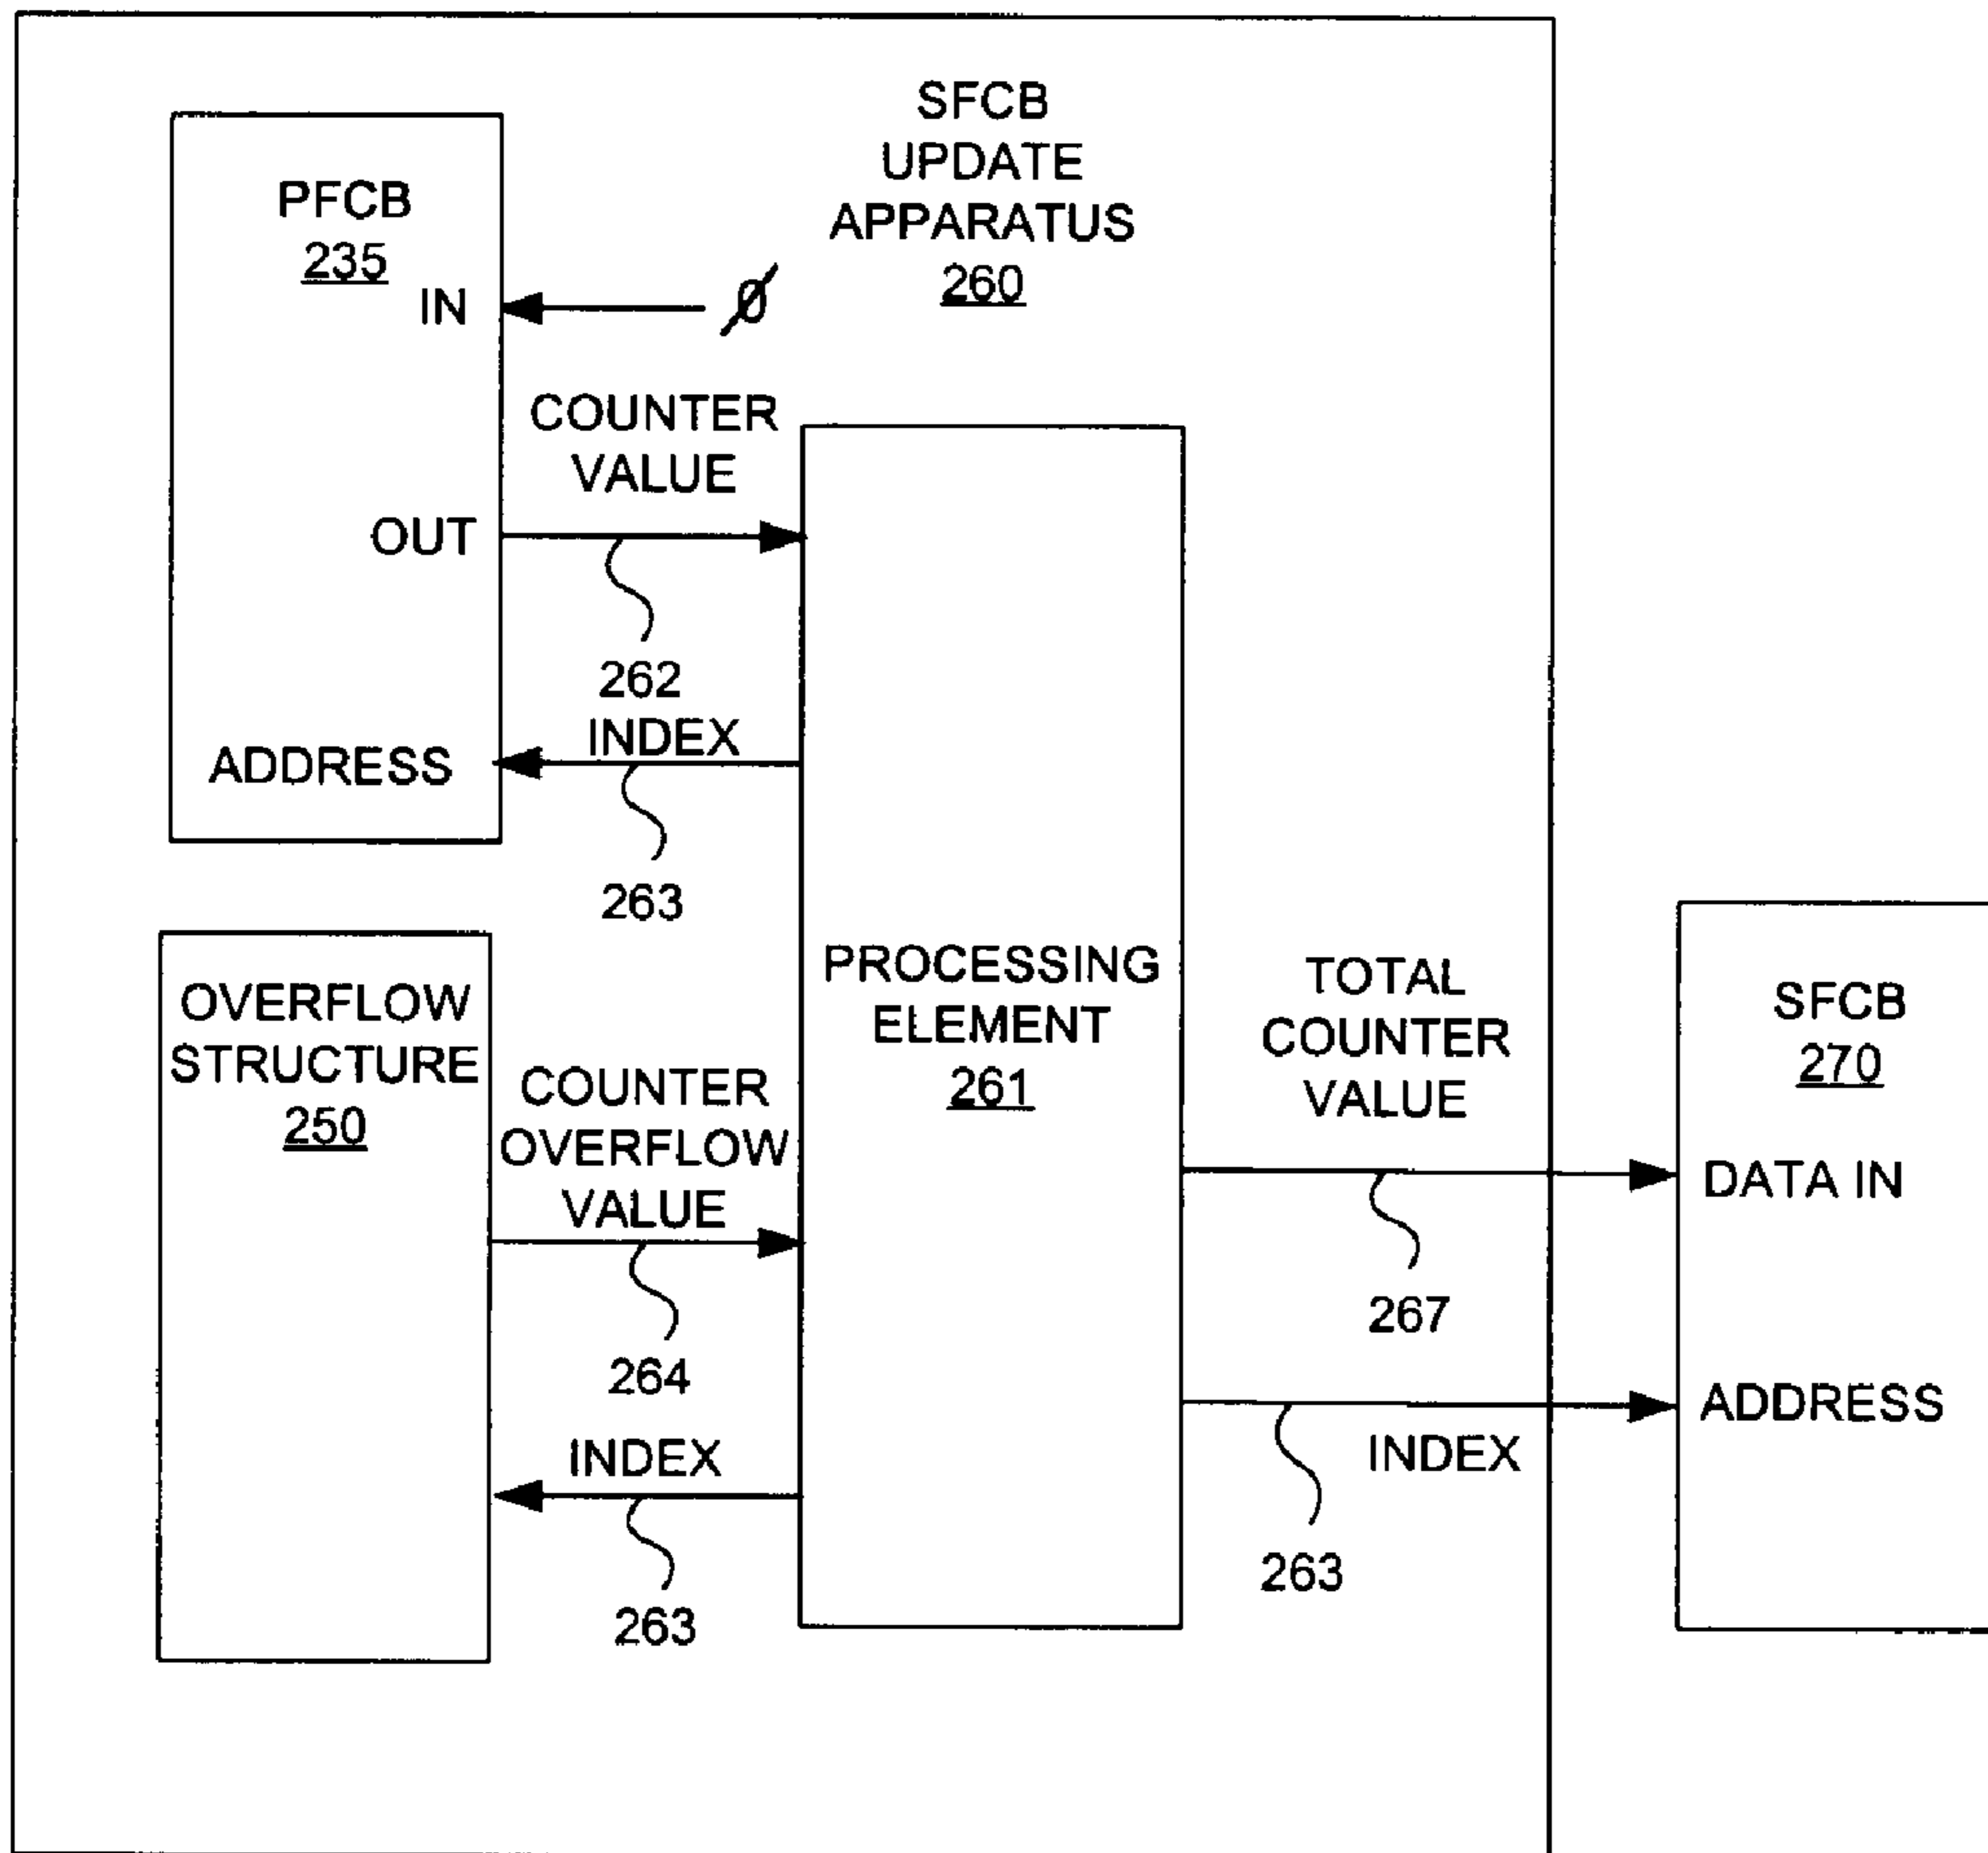 SFCB
UPDATE
APPARATUS
260
PFCB
235
IN
Ø
COUNTER
VALUE
OUT
262
INDEX
ADDRESS
263
PROCESSING
ELEMENT
261
OVERFLOW
STRUCTURE
250
COUNTER
OVERFLOW
VALUE
264
INDEX
263
TOTAL
COUNTER
VALUE
267
INDEX
263
SFCB
270
DATA IN
ADDRESS